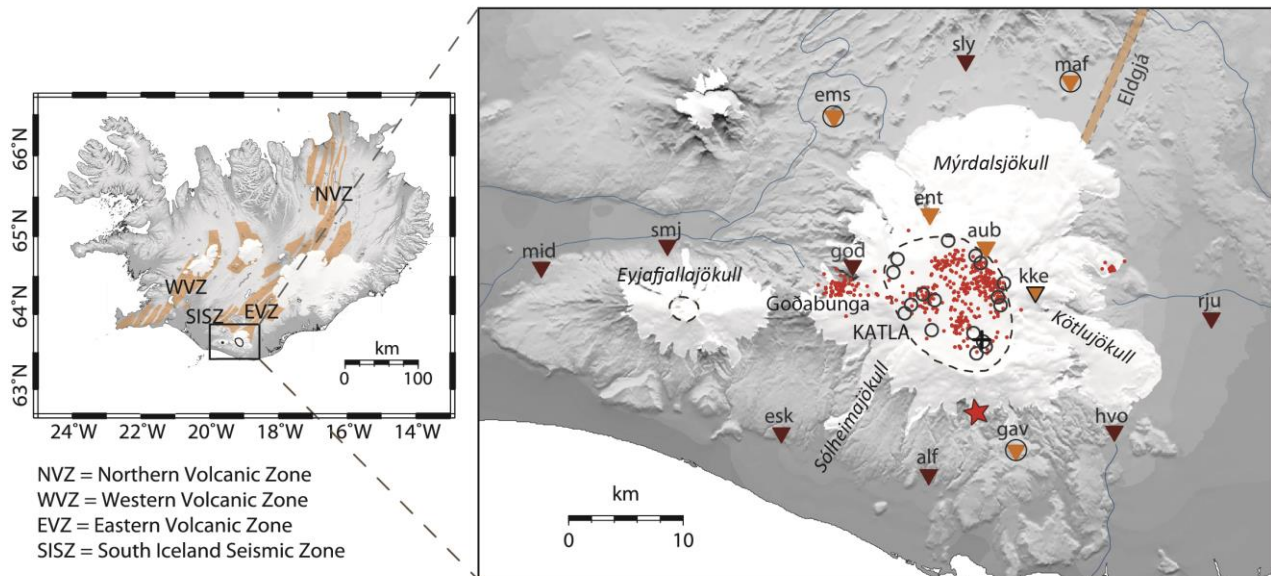 66°N
65°N
64°N
63°N
24°W
22°W
20°W
18°W
16°W
14°W
NVZ
WVZ
SISZ
EVZ
km
0 100
NVZ = Northern Volcanic Zone
WVZ = Western Volcanic Zone
EVZ = Eastern Volcanic Zone
SISZ = South Iceland Seismic Zone
sly
maf
Eldgjá
ems
Mýrdalsjökull
ent
smj
aub
mid
god
Eyjafjallajökull
kke
Goðabunga
rju
KATLA
Kötlujökull
Sólheimajökull
esk
gav
hvo
alf
km
0 10